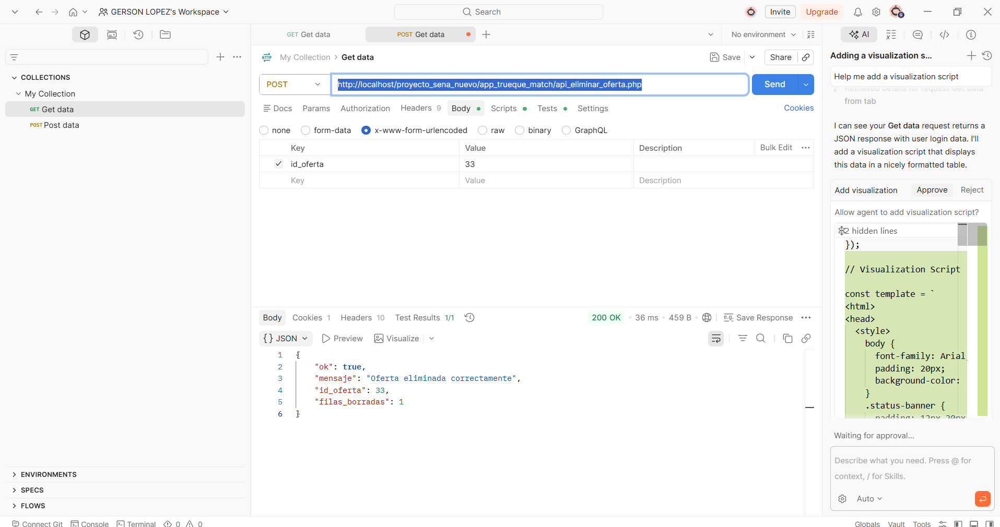 GERSON LOPEZ's Workspace
Search
Invite
Upgrade
GET Get data
POST Get data
No environment
AI
My Collection > Get data
Save
Share
Adding a visualization s...
COLLECTIONS
My Collection
GET Get data
POST Post data
POST
http://localhost/proyecto_sena_nuevo/app_trueque_match/api_eliminar_oferta.php
Send
Docs
Params
Authorization
Headers 9
Body
Scripts
Tests
Settings
Cookies
none
form-data
x-www-form-urlencoded
raw
binary
GraphQL
Key
Value
Description
Bulk Edit
id_oferta
33
Key
Value
Description
Body
Cookies 1
Headers 10
Test Results 1/1
200 OK
36 ms
459 B
e.g. Save Response
{} JSON
Preview
Visualize
1 {
2 "ok": true,
3 "mensaje": "Oferta eliminada correctamente",
4 "id_oferta": 33,
5 "filas_borradas": 1
6 }
Help me add a visualization script
Retrieved details for request Get data
from tab
I can see your Get data request returns a
JSON response with user login data. I'll
add a visualization script that displays
this data in a nicely formatted table.
Add visualization
Approve
Reject
Allow agent to add visualization script?
2 hidden lines
});
// Visualization Script
const template = `
<html>
<head>
<style>
body {
font-family: Arial,
padding: 20px;
background-color:
}
.status-banner {
padding: 12px 20px
Waiting for approval...
Describe what you need. Press @ for
context, / for Skills.
Auto
ENVIRONMENTS
SPECS
FLOWS
Connect Git
Console
Terminal
0
0
Globals
Vault
Tools